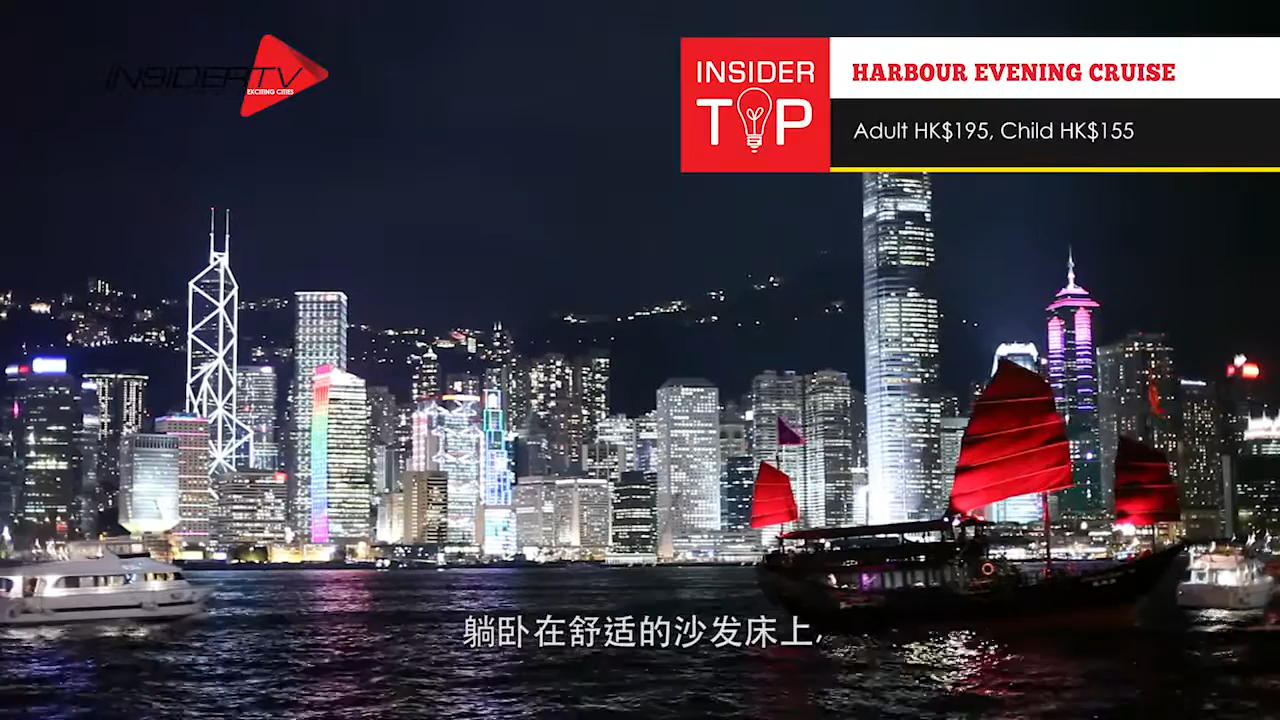 INSIDERTV
EXCITING CITIES
INSIDER
TIP
HARBOUR EVENING CRUISE
Adult HK$195, Child HK$155
躺卧在舒适的沙发床上,